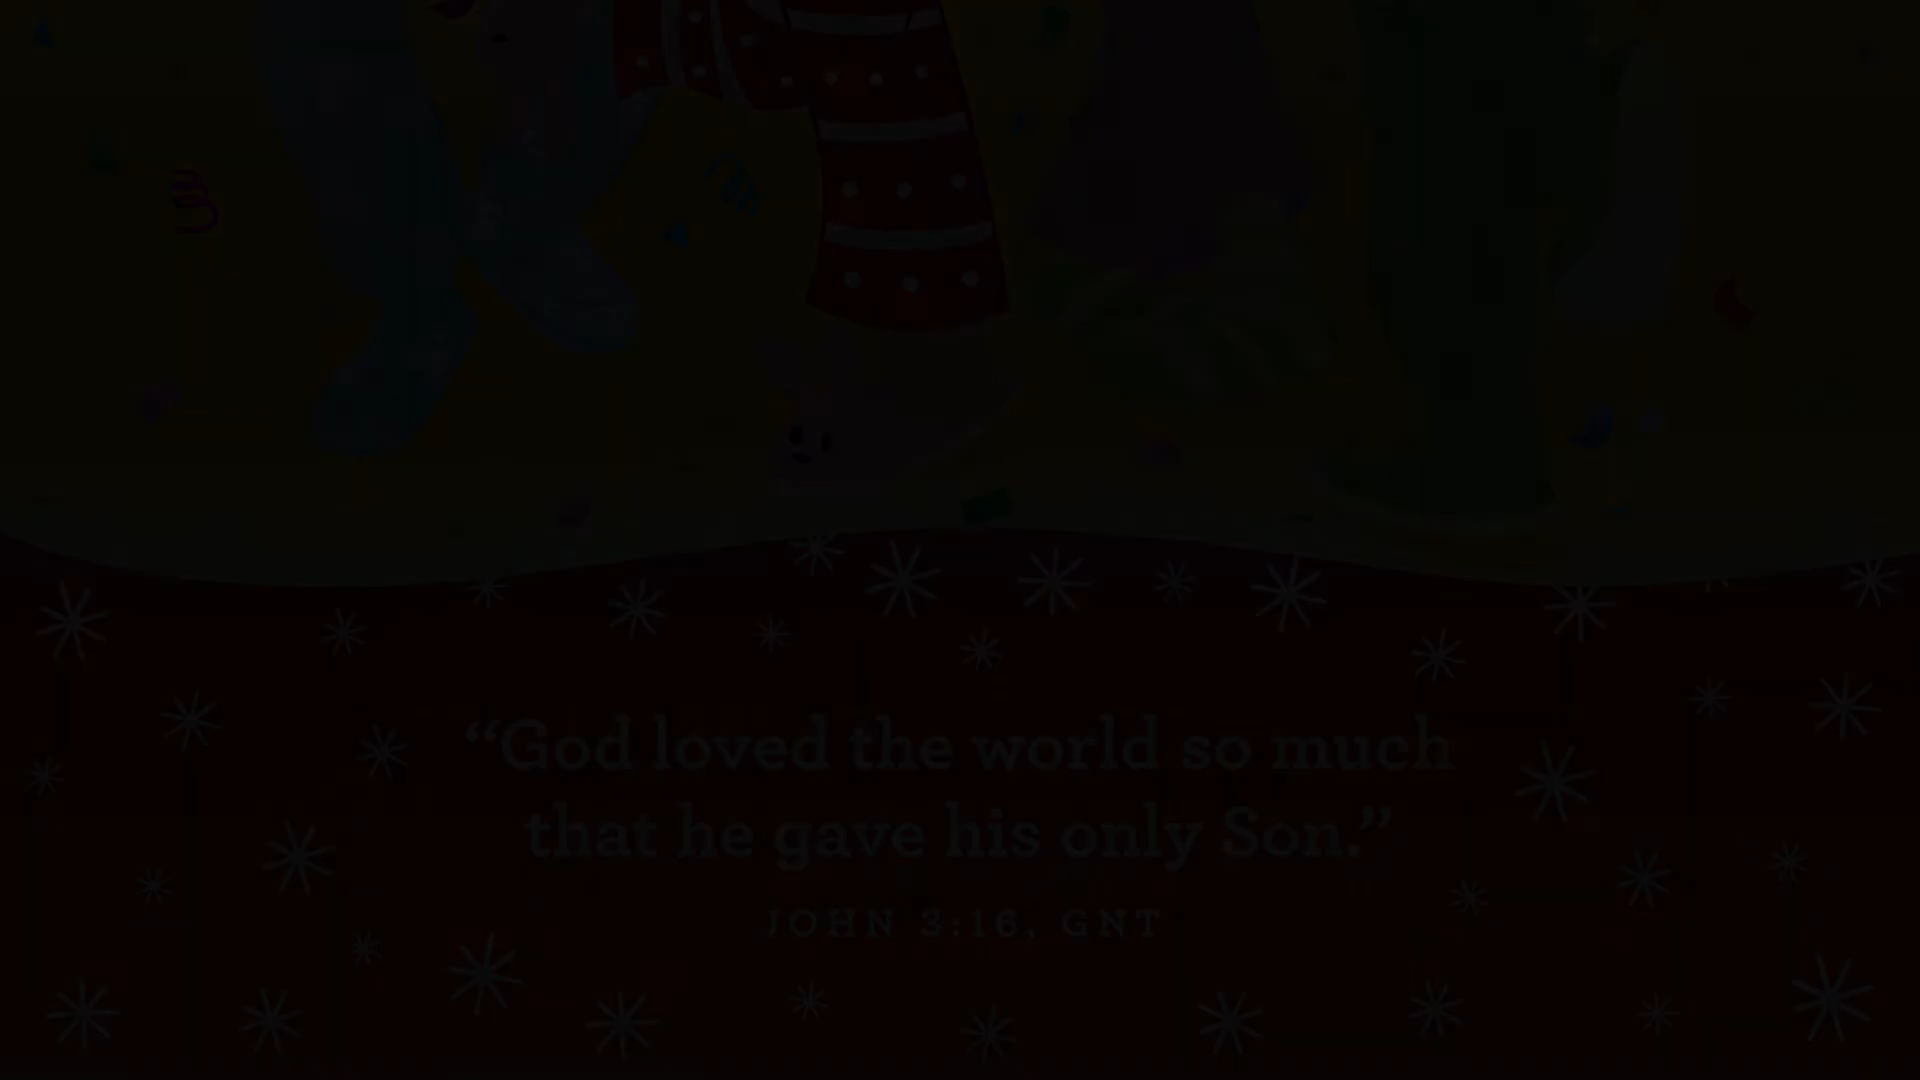 “God loved the world so much
that he gave his only Son.”
JOHN 3:16, GNT